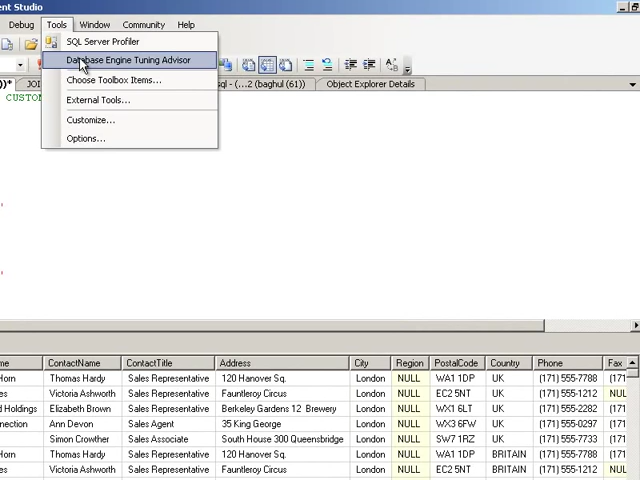 ent Studio
Debug Tools Window Community Help
SQL Server Profiler
Database Engine Tuning Advisor
Choose Toolbox Items...
External Tools...
Customize...
Options...
))* JOI sql - (...2 (baghul (61)) Object Explorer Details
CUSTOM
'
'
me ContactName ContactTitle Address City Region PostalCode Country Phone Fax
Horn Thomas Hardy Sales Representative 120 Hanover Sq. London NULL WA1 1DP UK (171) 555-7788 (171
es Victoria Ashworth Sales Representative Fauntleroy Circus London NULL EC2 5NT UK (171) 555-1212 NUL
d Holdings Elizabeth Brown Sales Representative Berkeley Gardens 12 Brewery London NULL WX1 6LT UK (171) 555-2282 (171
nection Ann Devon Sales Agent 35 King George London NULL WX3 6FW UK (171) 555-0297 (171
Simon Crowther Sales Associate South House 300 Queensbridge London NULL SW7 1RZ UK (171) 555-7733 (171
Horn Thomas Hardy Sales Representative 120 Hanover Sq. London NULL WA1 1DP BRITAIN (171) 555-7788 (171
es Victoria Ashworth Sales Representative Fauntleroy Circus London NULL EC2 5NT BRITAIN (171) 555-1212 NUL